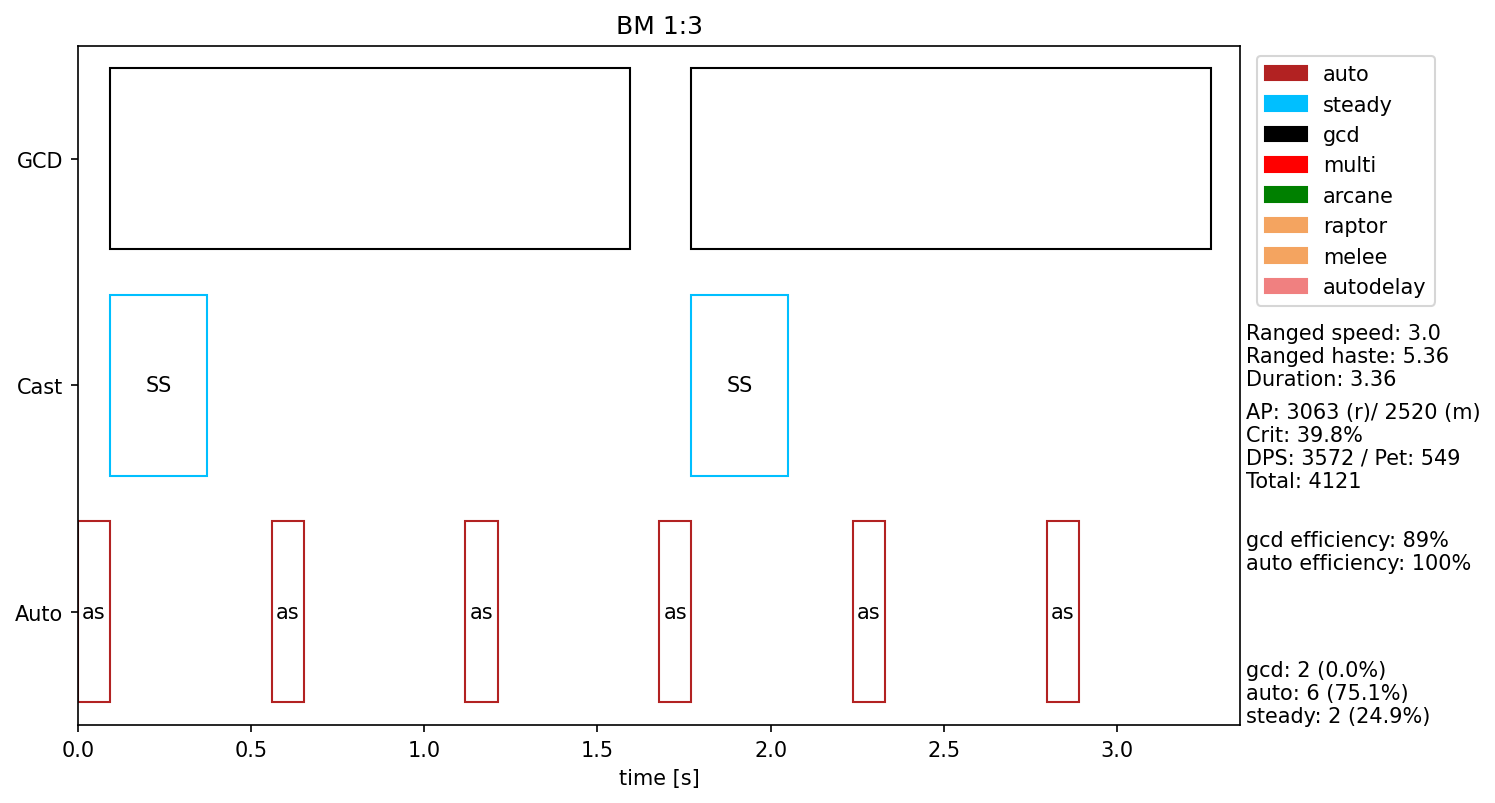 BM 1:3
GCD
Cast
Auto
SS
SS
as
as
as
as
as
as
0.0
0.5
1.0
1.5
2.0
2.5
3.0
time [s]
auto
steady
gcd
multi
arcane
raptor
melee
autodelay
Ranged speed: 3.0
Ranged haste: 5.36
Duration: 3.36
AP: 3063 (r)/ 2520 (m)
Crit: 39.8%
DPS: 3572 / Pet: 549
Total: 4121
gcd efficiency: 89%
auto efficiency: 100%
gcd: 2 (0.0%)
auto: 6 (75.1%)
steady: 2 (24.9%)